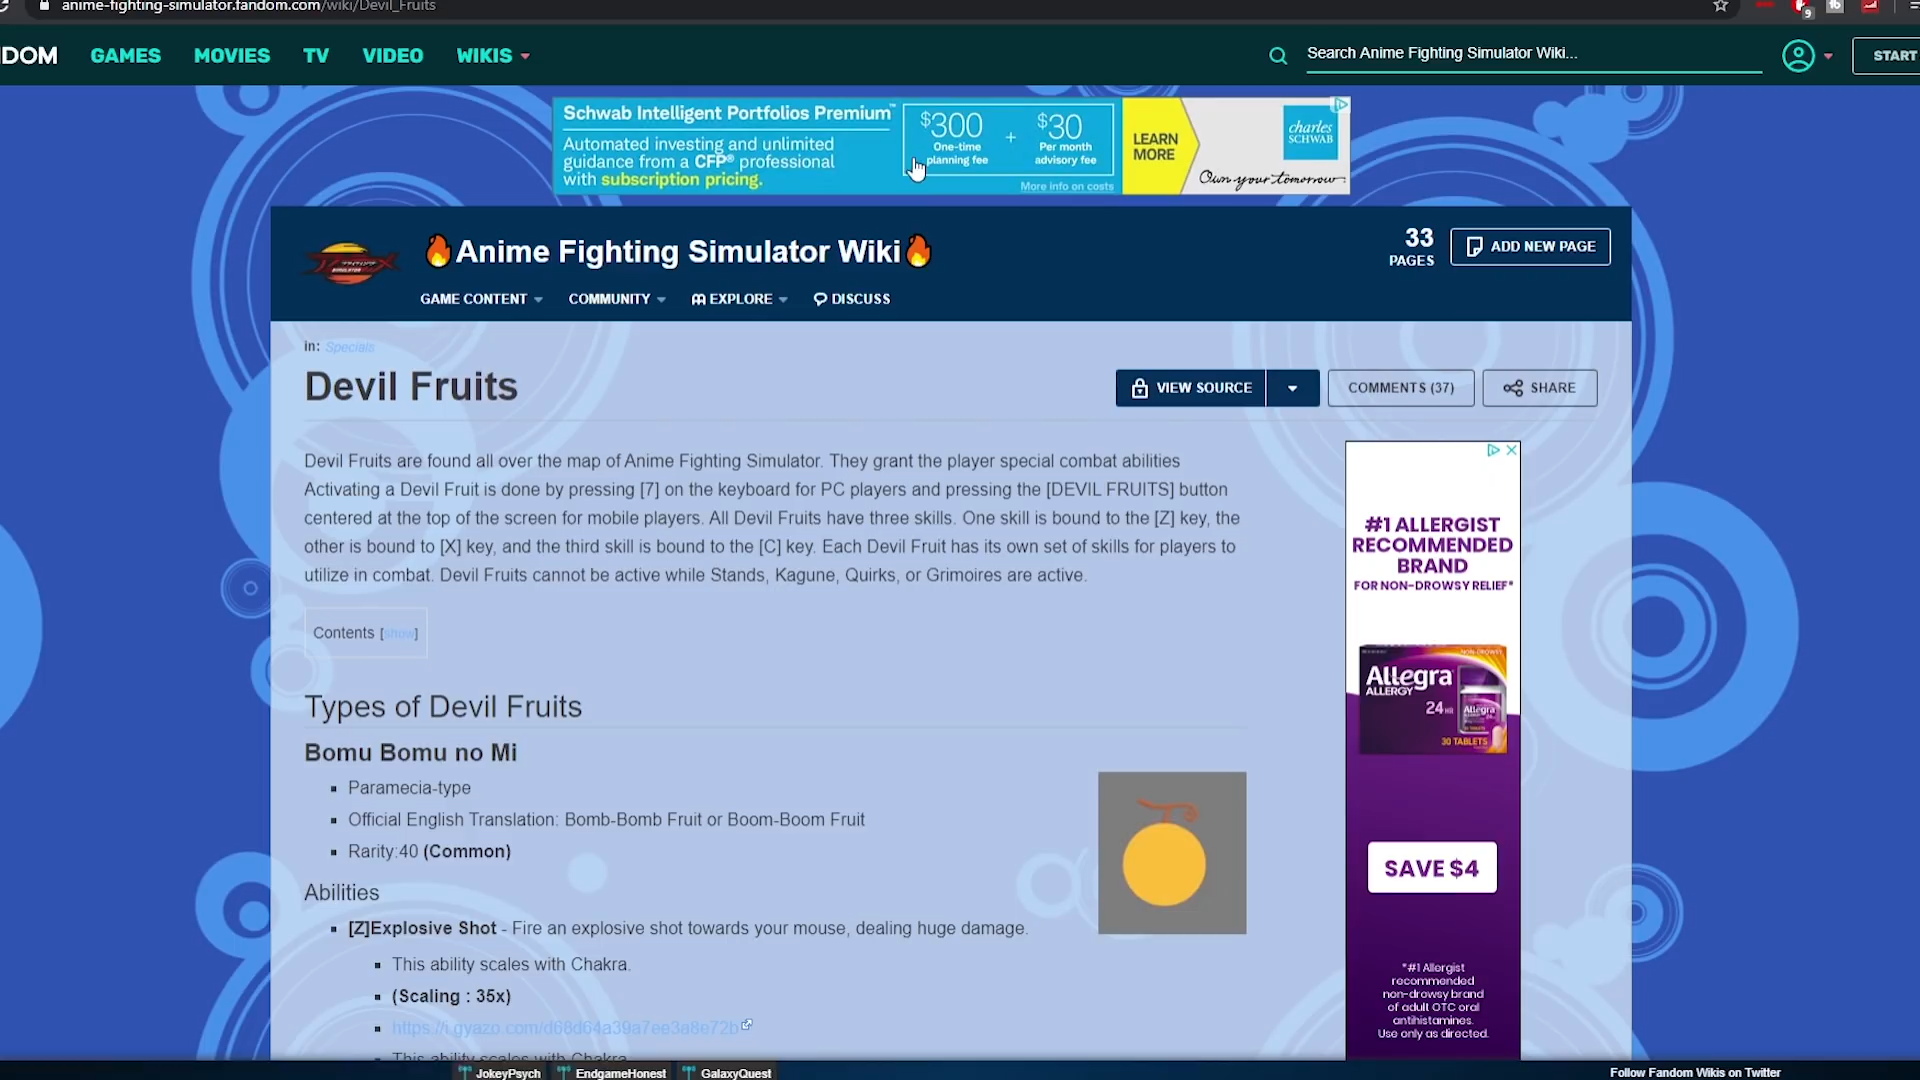 anime-fighting-simulator.fandom.com/wiki/Devil_Fruits
9
DOM GAMES MOVIES TV VIDEO WIKIS
Search Anime Fighting Simulator Wiki...
START
Schwab Intelligent Portfolios Premium™
Automated investing and unlimited
guidance from a CFP® professional
with subscription pricing.
$300 + $30
One-time planning fee
Per month advisory fee
More info on costs
LEARN
MORE
charles
SCHWAB
Own your tomorrow.
🔥Anime Fighting Simulator Wiki🔥
33
PAGES
ADD NEW PAGE
GAME CONTENT COMMUNITY EXPLORE DISCUSS
in: Specials
Devil Fruits
VIEW SOURCE
COMMENTS (37)
SHARE
Devil Fruits are found all over the map of Anime Fighting Simulator. They grant the player special combat abilities
Activating a Devil Fruit is done by pressing [7] on the keyboard for PC players and pressing the [DEVIL FRUITS] button
centered at the top of the screen for mobile players. All Devil Fruits have three skills. One skill is bound to the [Z] key, the
other is bound to [X] key, and the third skill is bound to the [C] key. Each Devil Fruit has its own set of skills for players to
utilize in combat. Devil Fruits cannot be active while Stands, Kagune, Quirks, or Grimoires are active.
Contents [show]
Types of Devil Fruits
Bomu Bomu no Mi
Paramecia-type
Official English Translation: Bomb-Bomb Fruit or Boom-Boom Fruit
Rarity:40 (Common)
Abilities
[Z]Explosive Shot - Fire an explosive shot towards your mouse, dealing huge damage.
This ability scales with Chakra.
(Scaling : 35x)
https://i.gyazo.com/d68d64a39a7ee3a8e72b
This ability scales with Chakra
#1 ALLERGIST
RECOMMENDED
BRAND
FOR NON-DROWSY RELIEF*
NON-DROWSY
Allegra
ALLERGY
24 HR
Allegra
30 TABLETS
SAVE $4
*#1 Allergist
recommended
non-drowsy brand
of adult OTC oral
antihistamines.
Use only as directed.
JokeyPsych EndgameHonest GalaxyQuest
Follow Fandom Wikis on Twitter